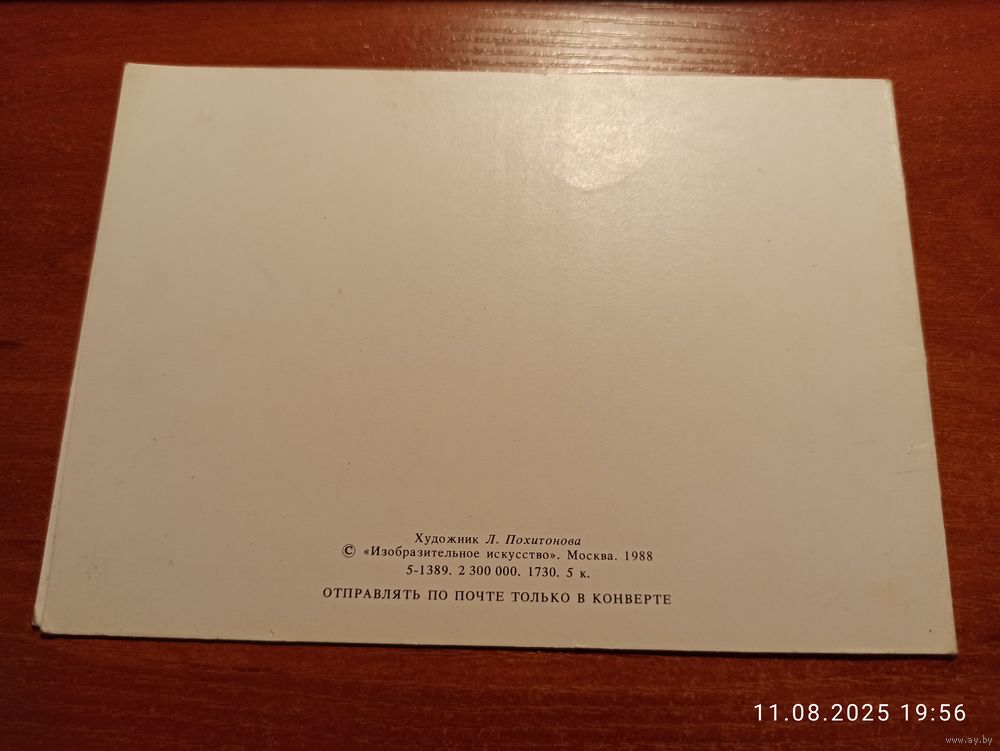 Художник Л. Похитонова
© «Изобразительное искусство». Москва. 1988
5-1389. 2 300 000. 1730. 5 к.
ОТПРАВЛЯТЬ ПО ПОЧТЕ ТОЛЬКО В КОНВЕРТЕ
11.08.2025 19:56
www.ay.by